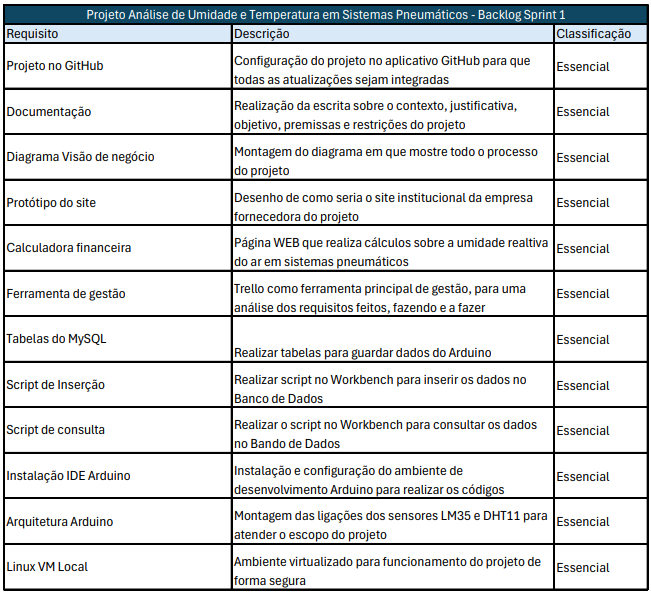 Projeto Análise de Umidade e Temperatura em Sistemas Pneumáticos - Backlog Sprint 1
Requisito Descrição Classificação
Projeto no GitHub
Configuração do projeto no aplicativo GitHub para que
todas as atualizações sejam integradas
Essencial
Documentação
Realização da escrita sobre o contexto, justificativa,
objetivo, premissas e restrições do projeto
Essencial
Diagrama Visão de negócio
Montagem do diagrama em que mostre todo o processo
do projeto
Essencial
Protótipo do site
Desenho de como seria o site institucional da empresa
fornecedora do projeto
Essencial
Calculadora financeira
Página WEB que realiza cálculos sobre a umidade realtiva
do ar em sistemas pneumáticos
Essencial
Ferramenta de gestão
Trello como ferramenta principal de gestão, para uma
análise dos requisitos feitos, fazendo e a fazer
Essencial
Tabelas do MySQL
Realizar tabelas para guardar dados do Arduino
Essencial
Script de Inserção
Realizar script no Workbench para inserir os dados no
Banco de Dados
Essencial
Script de consulta
Realizar o script no Workbench para consultar os dados
no Bando de Dados
Essencial
Instalação IDE Arduino
Instalação e configuração do ambiente de
desenvolvimento Arduino para realizar os códigos
Essencial
Arquitetura Arduino
Montagem das ligações dos sensores LM35 e DHT11 para
atender o escopo do projeto
Essencial
Linux VM Local
Ambiente virtualizado para funcionamento do projeto de
forma segura
Essencial